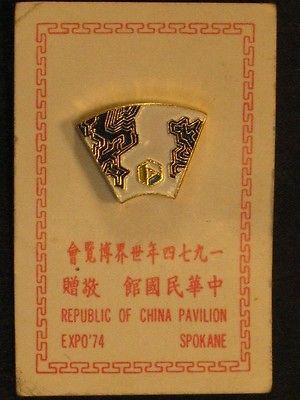 會覽博界世年四七九一
贈敬 館國民華中
REPUBLIC OF CHINA PAVILION
EXPO'74 SPOKANE